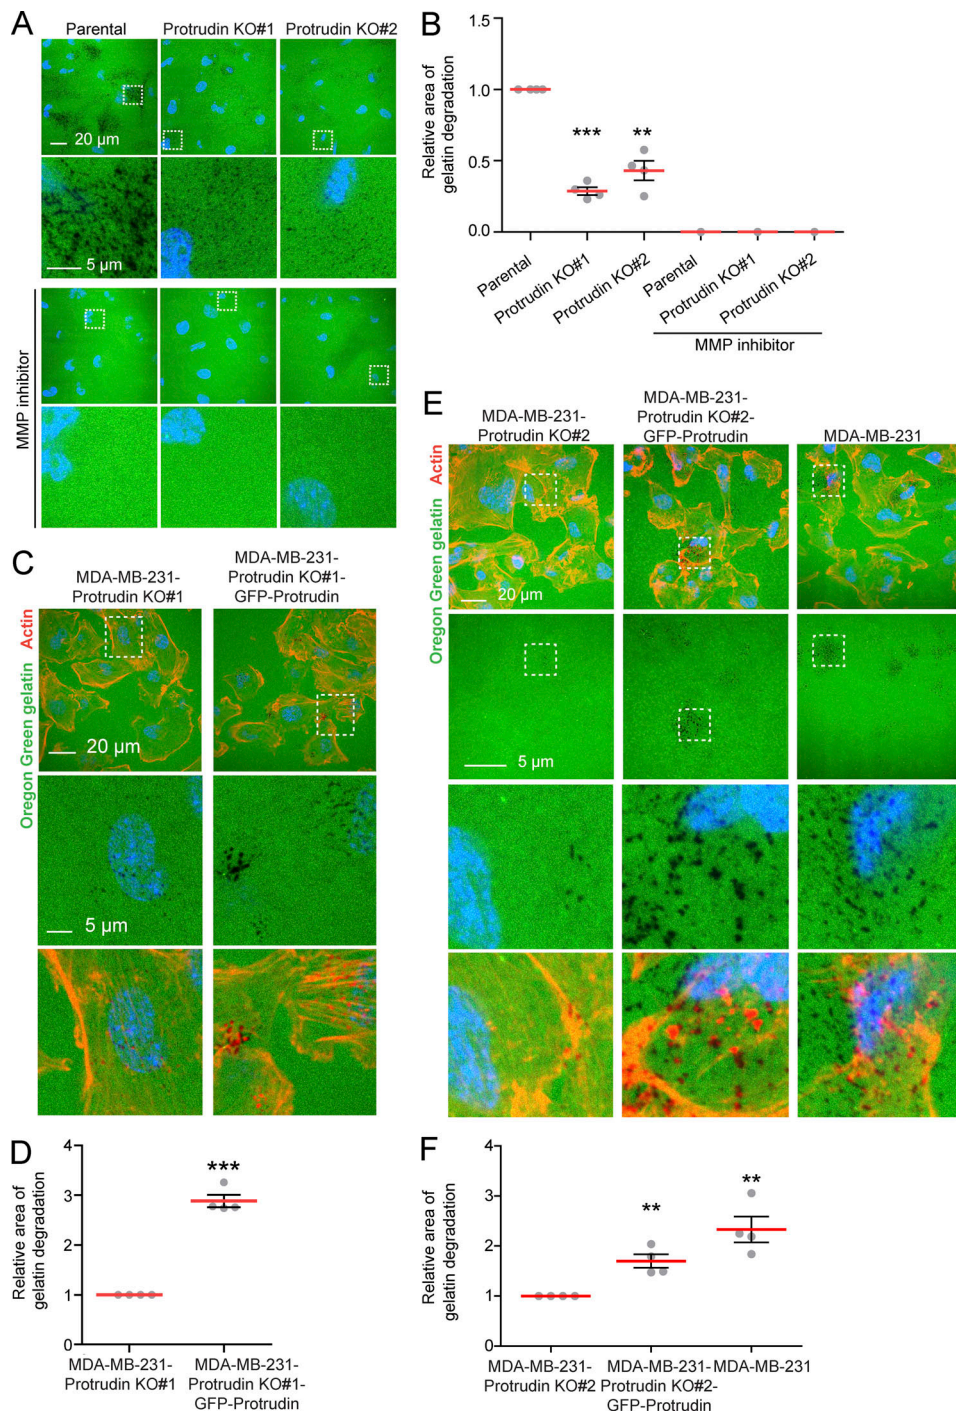 A
Parental
Protrudin KO#1
Protrudin KO#2
20 µm
5 µm
MMP inhibitor
B
Relative area of
gelatin degradation
1.5
1.0
0.5
0.0
***
**
Parental
Protrudin KO#1
Protrudin KO#2
Parental
Protrudin KO#1
Protrudin KO#2
MMP inhibitor
C
MDA-MB-231-
Protrudin KO#1
MDA-MB-231-
Protrudin KO#1-
GFP-Protrudin
Oregon Green gelatin Actin
20 µm
5 µm
D
Relative area of
gelatin degradation
4
3
2
1
0
***
MDA-MB-231-
Protrudin KO#1
MDA-MB-231-
Protrudin KO#1-
GFP-Protrudin
E
MDA-MB-231-
Protrudin KO#2
MDA-MB-231-
Protrudin KO#2-
GFP-Protrudin
MDA-MB-231
Oregon Green gelatin Actin
20 µm
5 µm
F
Relative area of
gelatin degradation
4
3
2
1
0
**
**
MDA-MB-231-
Protrudin KO#2
MDA-MB-231-
Protrudin KO#2-
GFP-Protrudin
MDA-MB-231